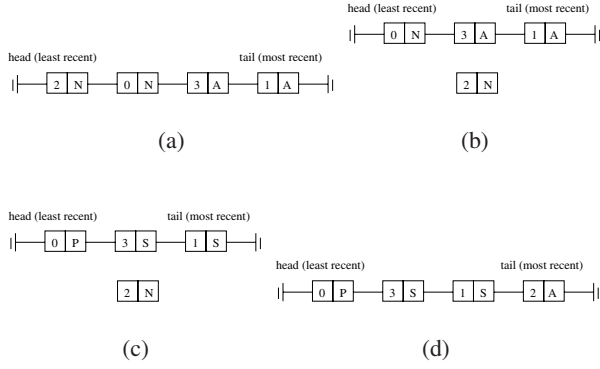 head (least recent) tail (most recent)
2 N 0 N 3 A 1 A
(a)
head (least recent) tail (most recent)
0 N 3 A 1 A
2 N
(b)
head (least recent) tail (most recent)
0 P 3 S 1 S
2 N
(c)
head (least recent) tail (most recent)
0 P 3 S 1 S 2 A
(d)